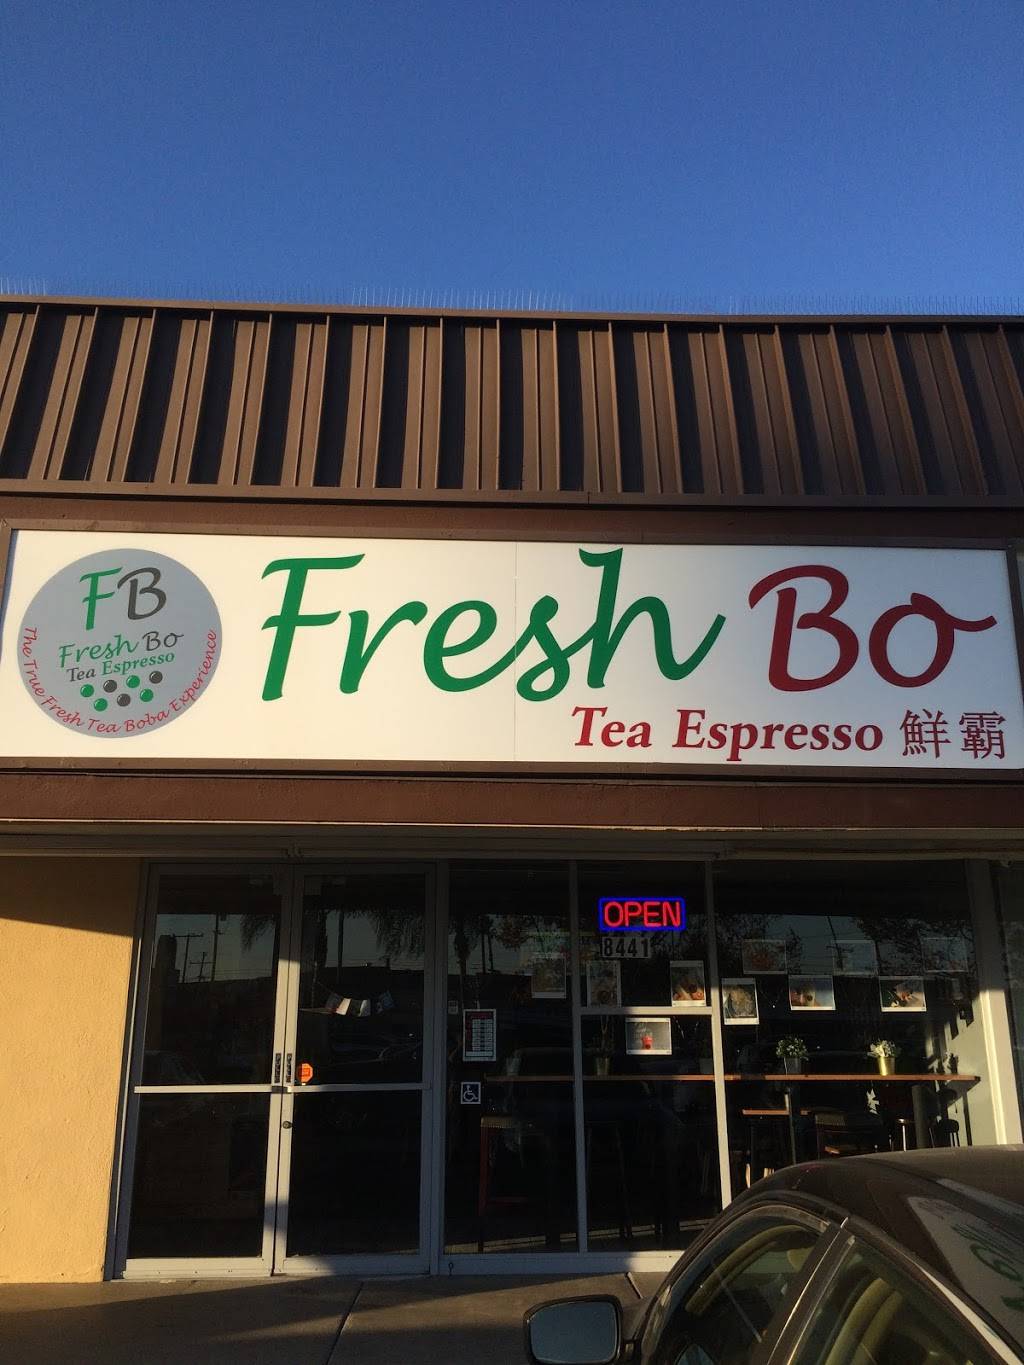 FB
Fresh Bo
Tea Espresso
The True Fresh Tea Boba Experience
Fresh Bo
Tea Espresso 鮮霸
OPEN
8441